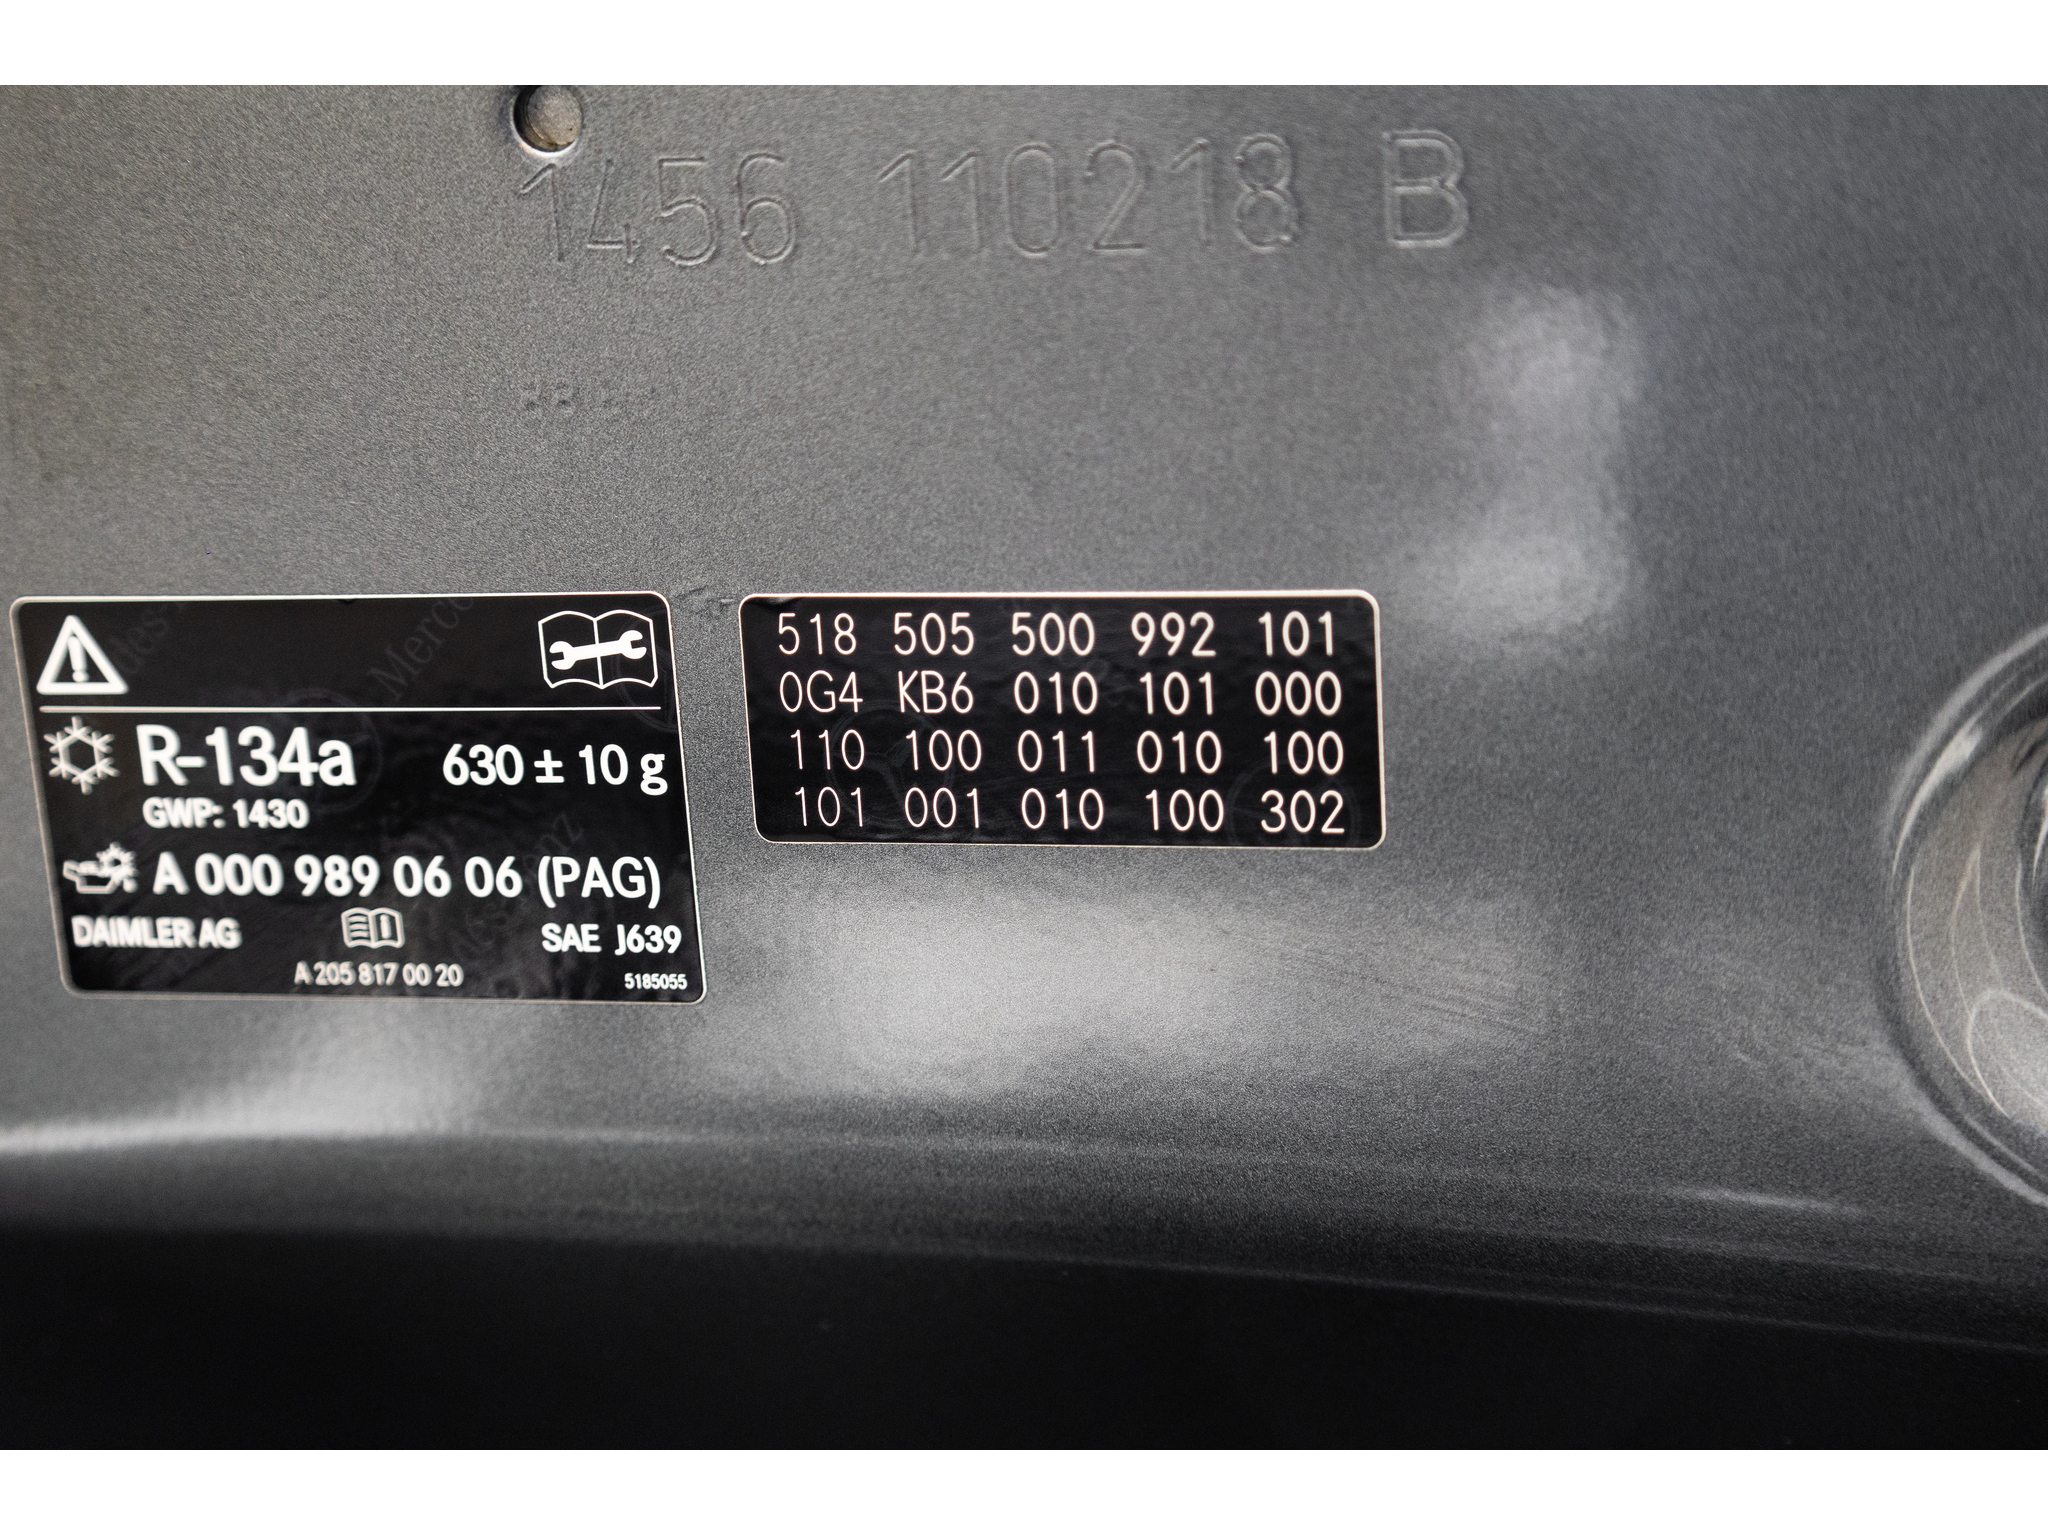 1456 110218 B
R-134a 630 ± 10 g
GWP: 1430
A 000 989 06 06 (PAG)
DAIMLER AG SAE J639
A 205 817 00 20 5185055
518 505 500 992 101
0G4 KB6 010 101 000
110 100 011 010 100
101 001 010 100 302